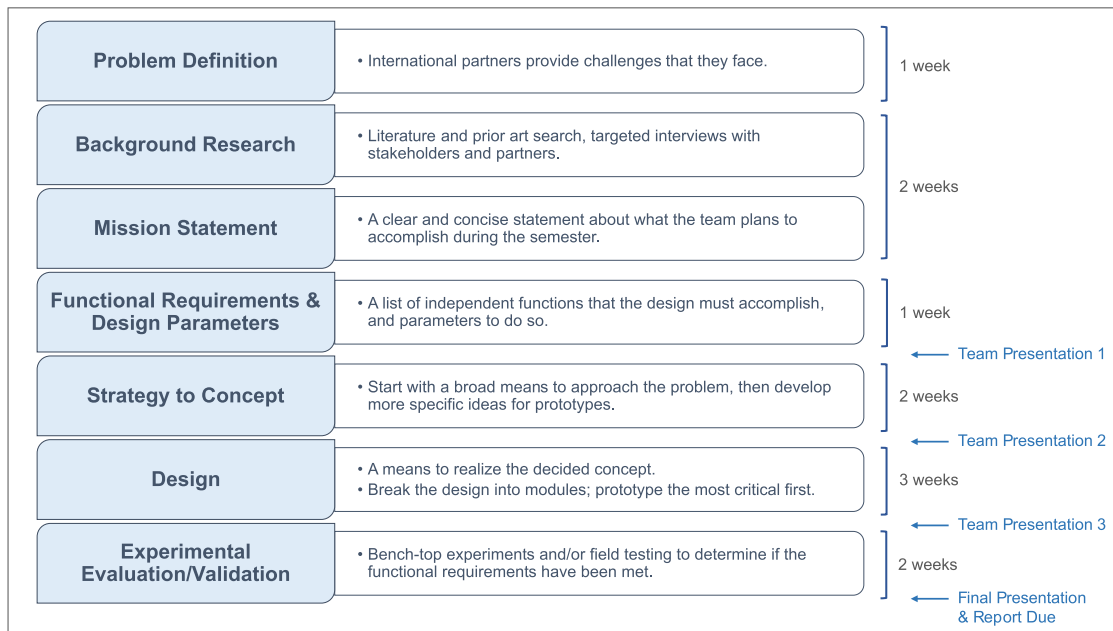 Problem Definition
• International partners provide challenges that they face.
1 week
Background Research
• Literature and prior art search, targeted interviews with
stakeholders and partners.
2 weeks
Mission Statement
• A clear and concise statement about what the team plans to
accomplish during the semester.
Functional Requirements &
Design Parameters
• A list of independent functions that the design must accomplish,
and parameters to do so.
1 week
Team Presentation 1
Strategy to Concept
• Start with a broad means to approach the problem, then develop
more specific ideas for prototypes.
2 weeks
Team Presentation 2
Design
• A means to realize the decided concept.
• Break the design into modules; prototype the most critical first.
3 weeks
Team Presentation 3
Experimental
Evaluation/Validation
• Bench-top experiments and/or field testing to determine if the
functional requirements have been met.
2 weeks
Final Presentation
& Report Due